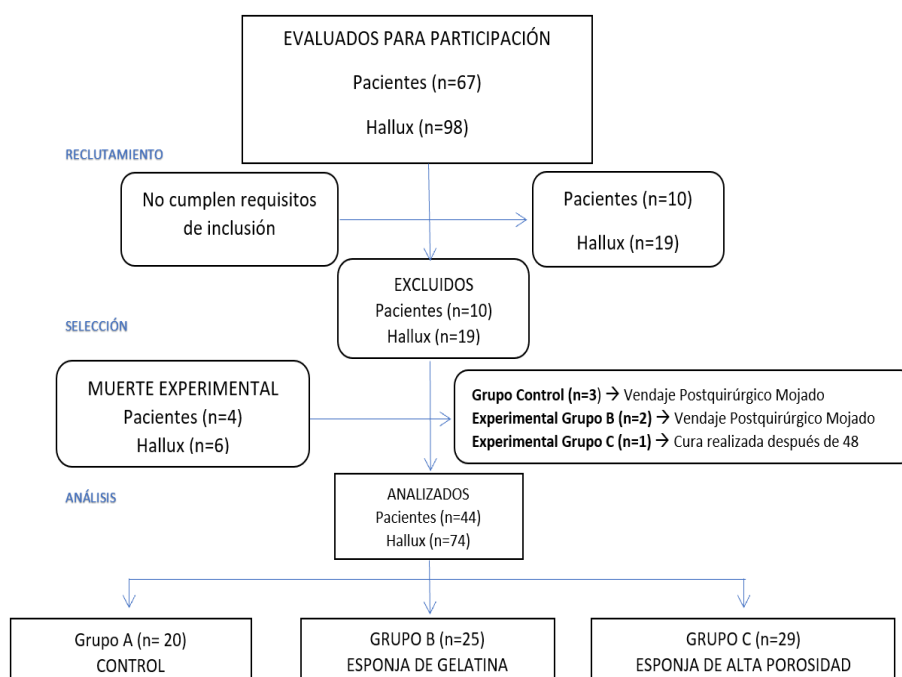 EVALUADOS PARA PARTICIPACIÓN
Pacientes (n=67)
Hallux (n=98)
RECLUTAMIENTO
No cumplen requisitos
de inclusión
Pacientes (n=10)
Hallux (n=19)
EXCLUIDOS
Pacientes (n=10)
Hallux (n=19)
SELECCIÓN
MUERTE EXPERIMENTAL
Pacientes (n=4)
Hallux (n=6)
Grupo Control (n=3) → Vendaje Postquirúrgico Mojado
Experimental Grupo B (n=2) → Vendaje Postquirúrgico Mojado
Experimental Grupo C (n=1) → Cura realizada después de 48
ANÁLISIS
ANALIZADOS
Pacientes (n=44)
Hallux (n=74)
Grupo A (n= 20)
CONTROL
GRUPO B (n=25)
ESPONJA DE GELATINA
GRUPO C (n=29)
ESPONJA DE ALTA POROSIDAD